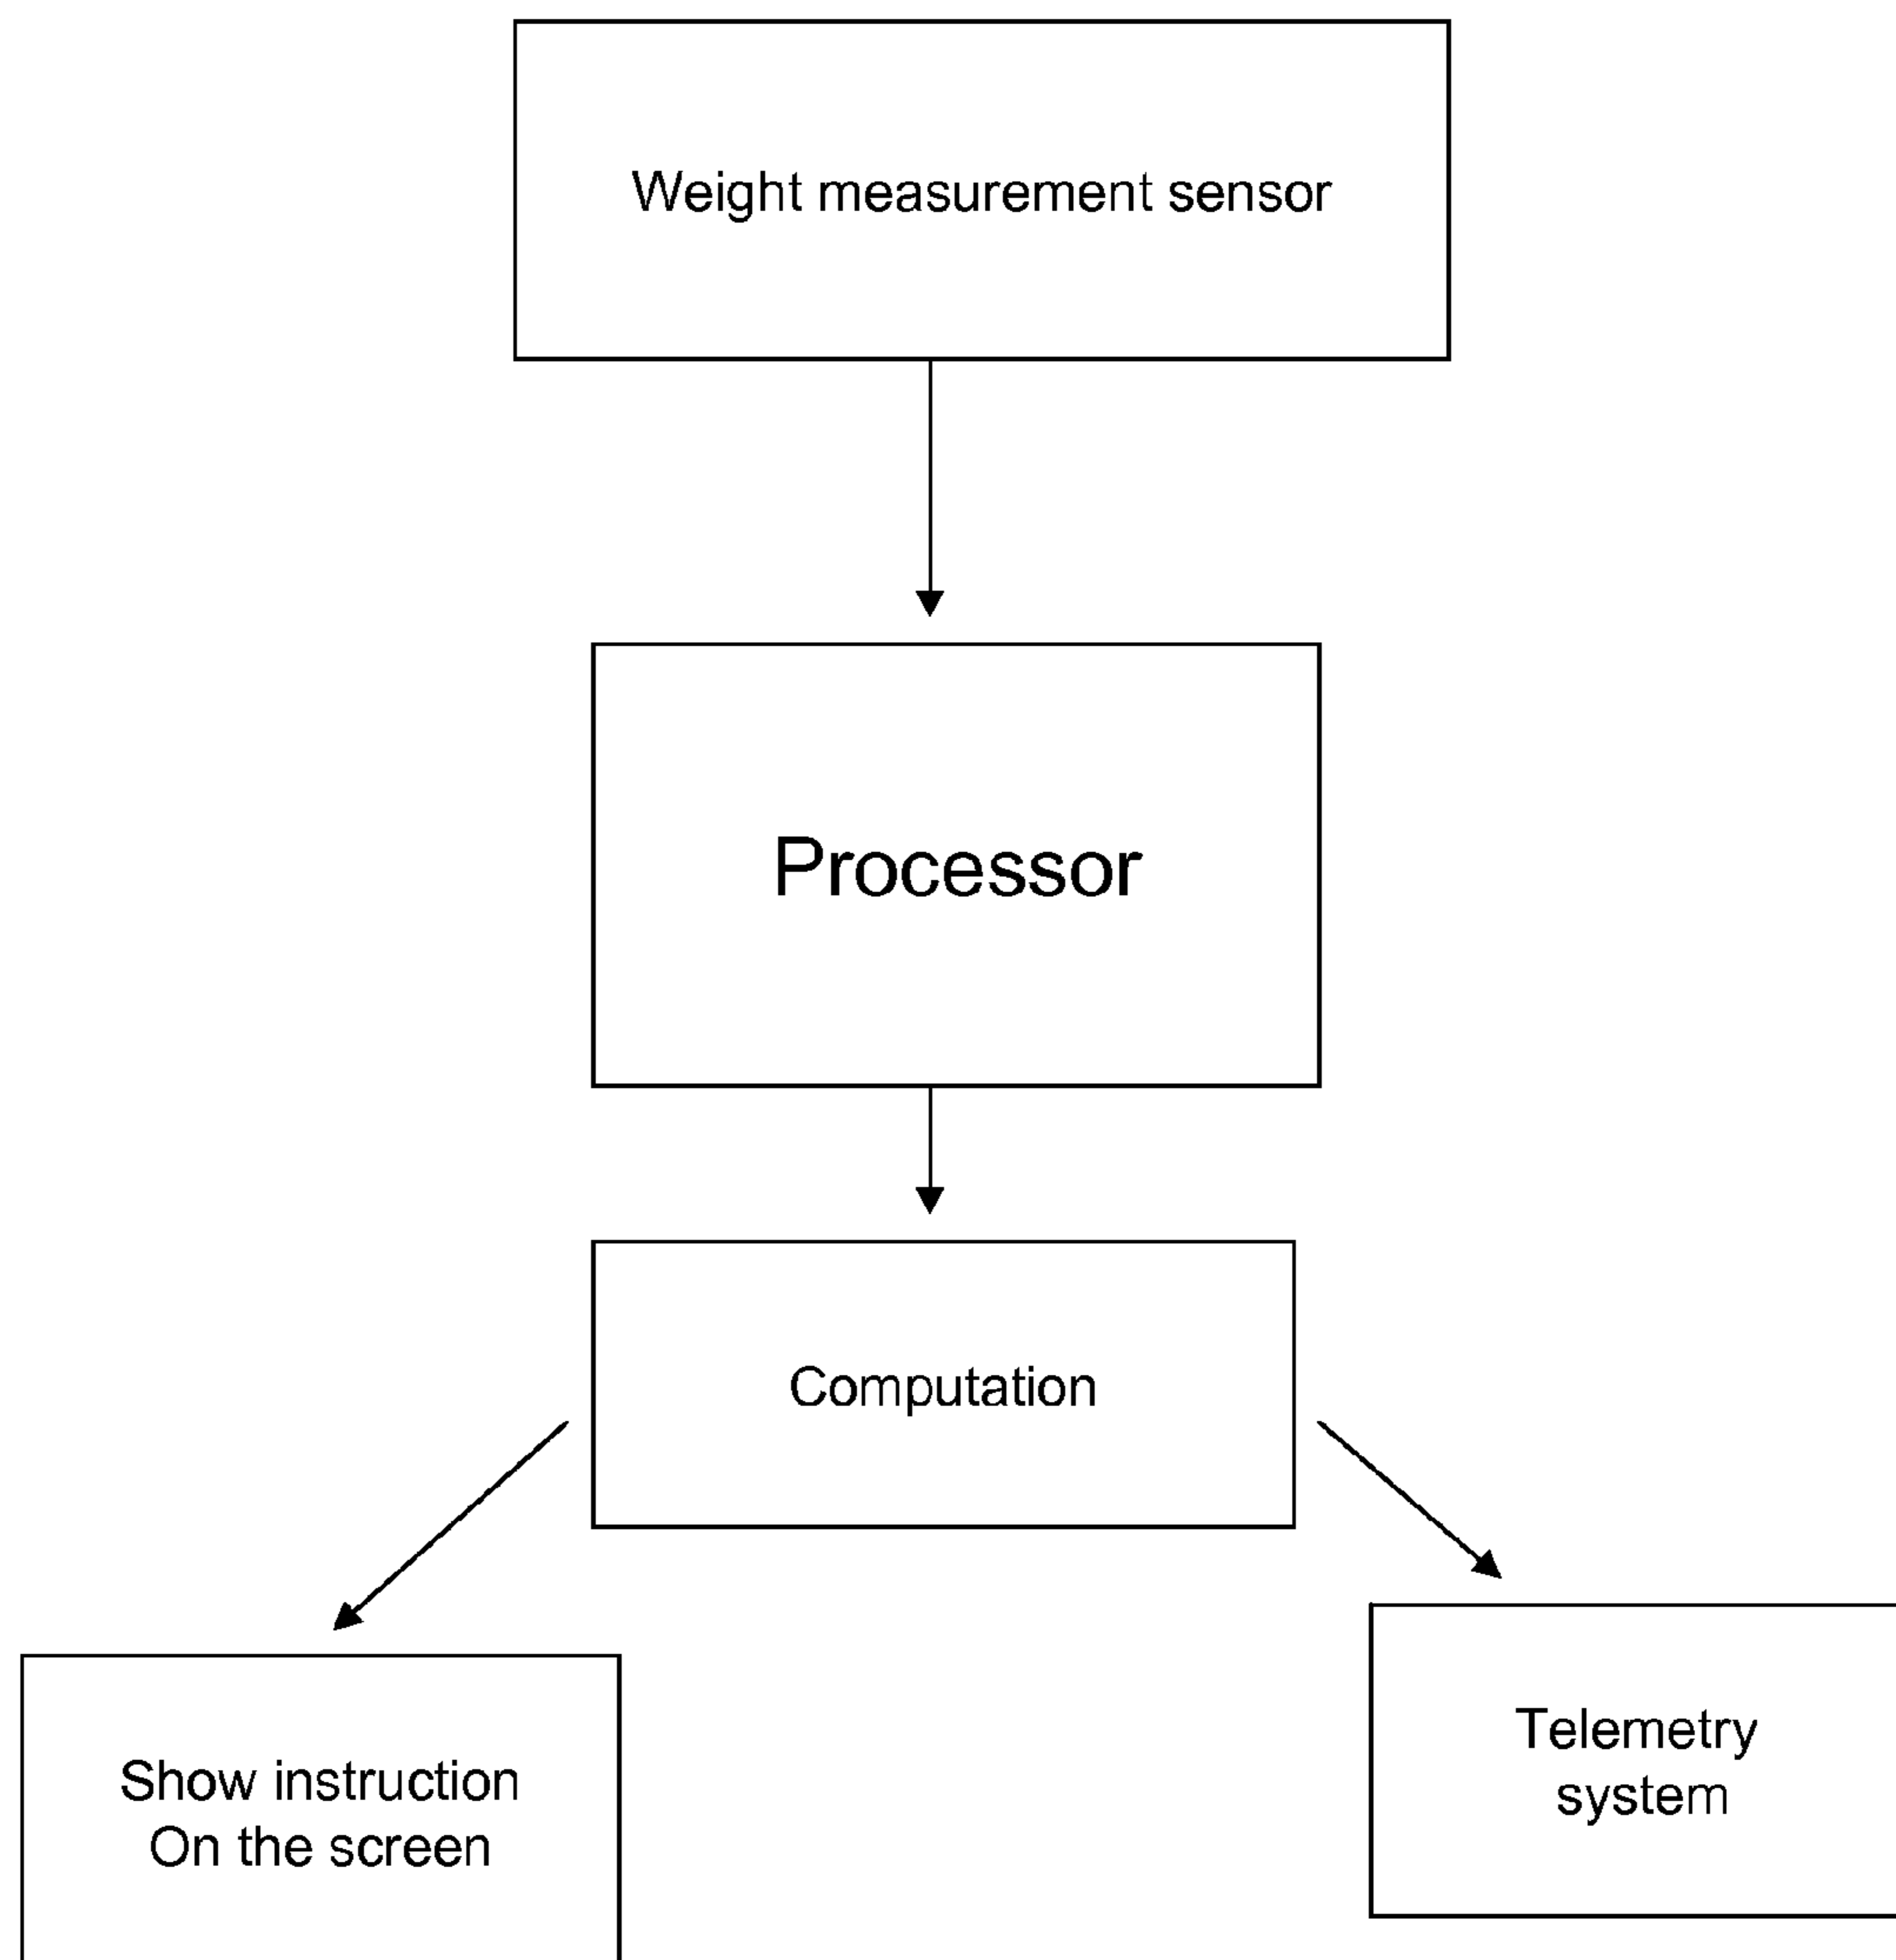 Weight measurement sensor
Processor
Computation
Show instruction
On the screen
Telemetry
system